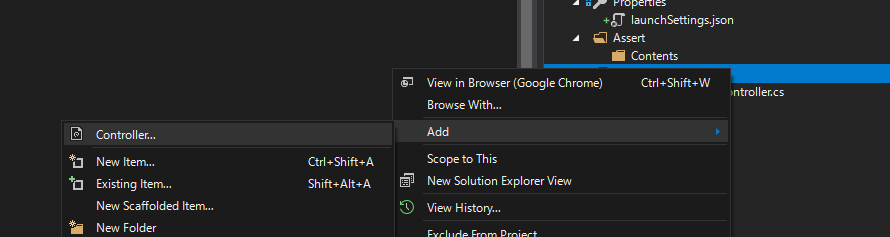 Properties
launchSettings.json
Assert
Contents
ontroller.cs
View in Browser (Google Chrome) Ctrl+Shift+W
Browse With...
Add
Scope to This
New Solution Explorer View
View History...
Exclude From Project
Controller...
New Item... Ctrl+Shift+A
Existing Item... Shift+Alt+A
New Scaffolded Item...
New Folder